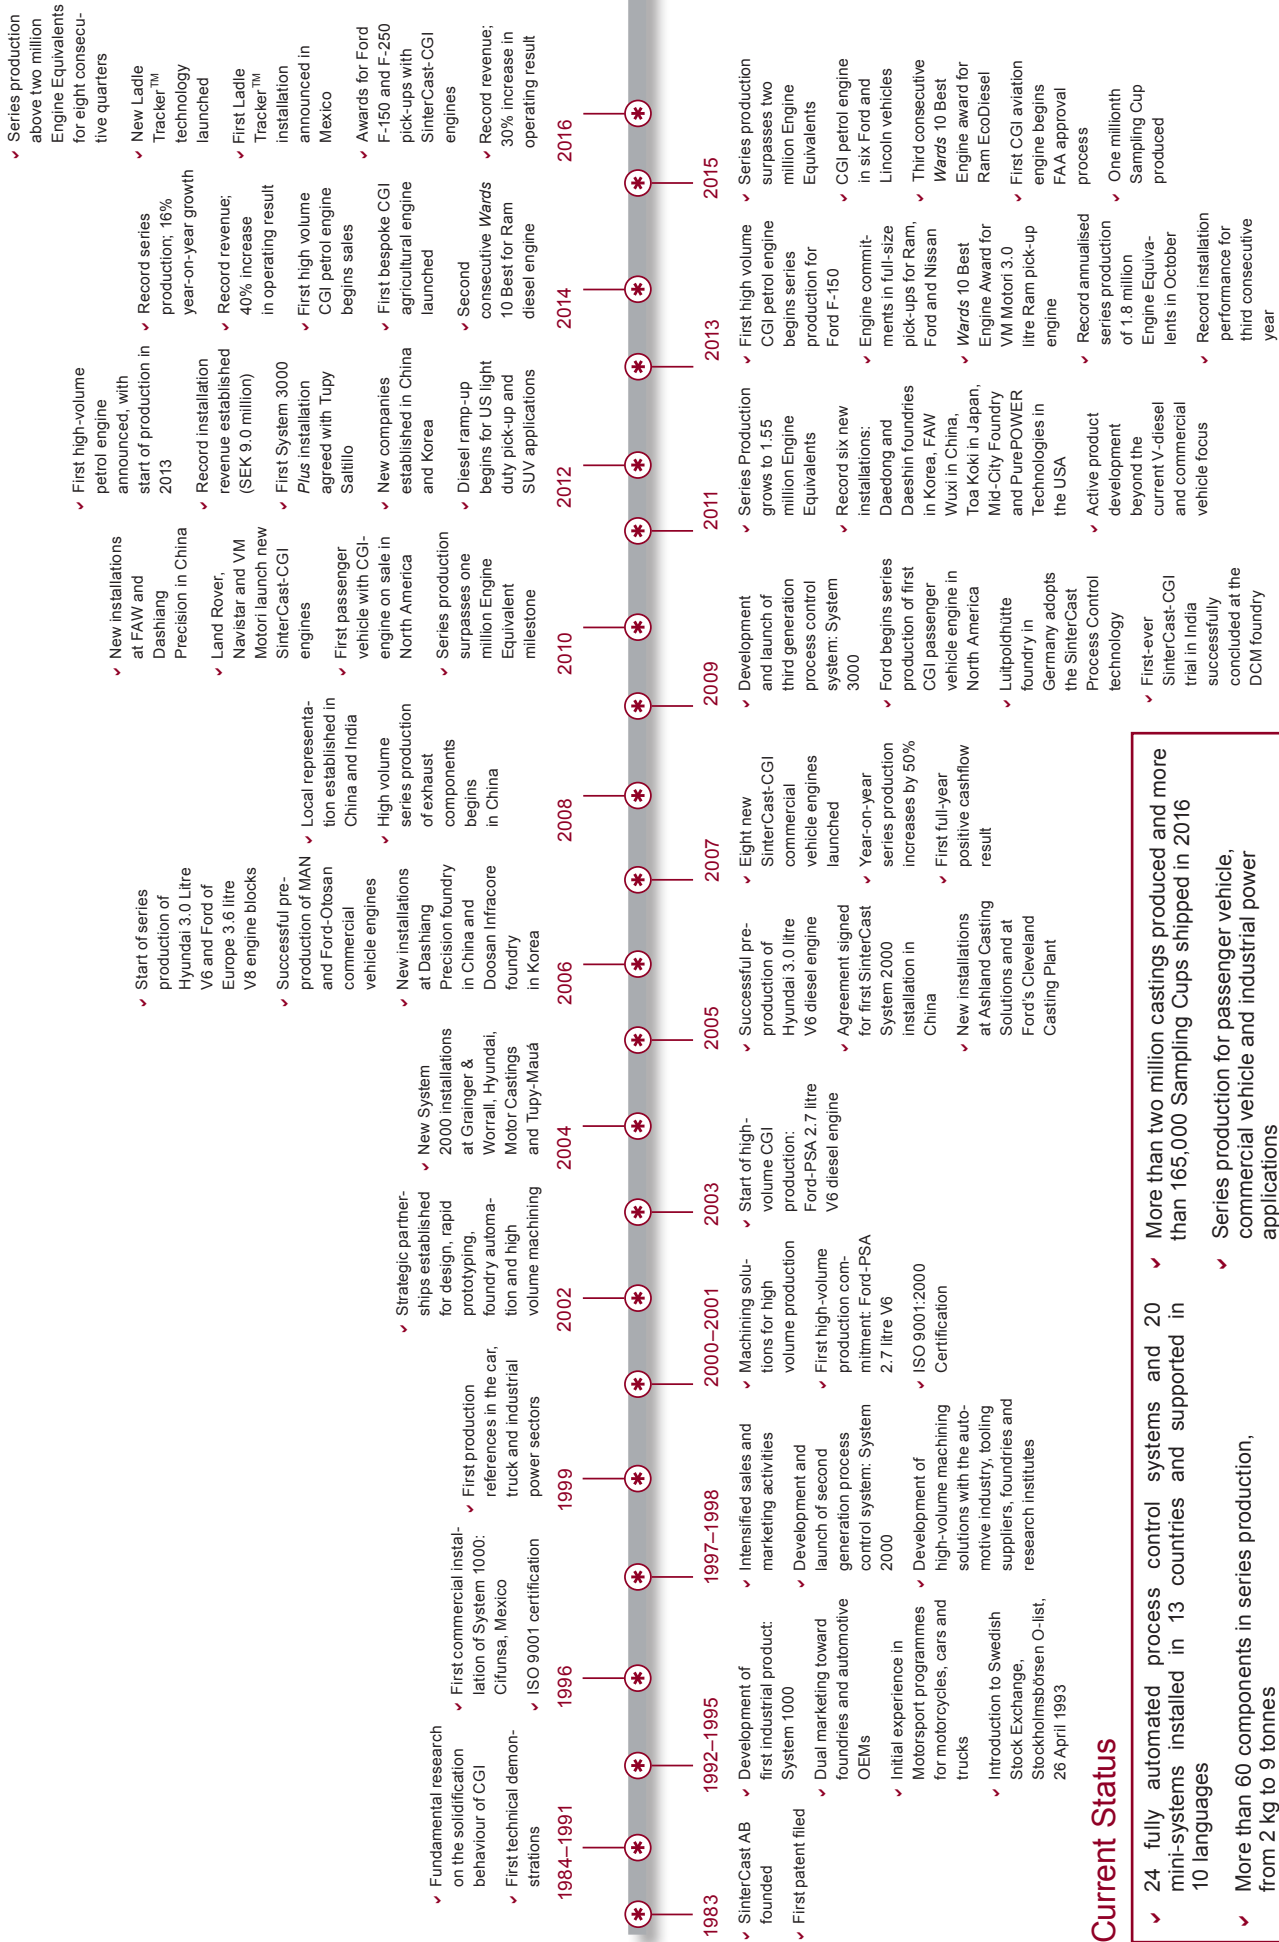 1983
✓ SinterCast AB
founded
✓ First patent filed
1984–1991
✓ Fundamental research
on the solidification
behaviour of CGI
✓ First technical demon-
strations
1992–1995
✓ Development of
first industrial product:
System 1000
✓ Dual marketing toward
foundries and automotive
OEMs
✓ Initial experience in
Motorsport programmes
for motorcycles, cars and
trucks
✓ Introduction to Swedish
Stock Exchange,
Stockholmsbörsen O-list,
26 April 1993
1996
✓ First commercial instal-
lation of System 1000:
Cifunsa, Mexico
✓ ISO 9001 certification
1997–1998
✓ Intensified sales and
marketing activities
✓ Development and
launch of second
generation process
control system: System
2000
✓ Development of
high-volume machining
solutions with the auto-
motive industry, tooling
suppliers, foundries and
research institutes
1999
✓ First production
references in the car,
truck and industrial
power sectors
2000–2001
✓ Machining solu-
tions for high
volume production
✓ First high-volume
production com-
mitment: Ford-PSA
2.7 litre V6
✓ ISO 9001:2000
Certification
2002
✓ Strategic partner-
ships established
for design, rapid
prototyping,
foundry automa-
tion and high
volume machining
2003
✓ Start of high-
volume CGI
production:
Ford-PSA 2.7 litre
V6 diesel engine
2004
✓ New System
2000 installations
at Grainger &
Worrall, Hyundai,
Motor Castings
and Tupy-Mauá
2005
✓ Successful pre-
production of
Hyundai 3.0 litre
V6 diesel engine
✓ Agreement signed
for first SinterCast
System 2000
installation in
China
✓ New installations
at Ashland Casting
Solutions and at
Ford's Cleveland
Casting Plant
2006
✓ Start of series
production of
Hyundai 3.0 Litre
V6 and Ford of
Europe 3.6 litre
V8 engine blocks
✓ Successful pre-
production of MAN
and Ford-Otosan
commercial
vehicle engines
✓ New installations
at Dashiang
Precision foundry
in China and
Doosan Infracore
foundry
in Korea
2007
✓ Eight new
SinterCast-CGI
commercial
vehicle engines
launched
✓ Year-on-year
series production
increases by 50%
✓ First full-year
positive cashflow
result
2008
✓ Local representa-
tion established in
China and India
✓ High volume
series production
of exhaust
components
begins
in China
2009
✓ Development
and launch of
third generation
process control
system: System
3000
✓ Ford begins series
production of first
CGI passenger
vehicle engine in
North America
✓ Luitpoldhütte
foundry in
Germany adopts
the SinterCast
Process Control
technology
✓ First-ever
SinterCast-CGI
trial in India
successfully
concluded at the
DCM foundry
2010
✓ New installations
at FAW and
Dashiang
Precision in China
✓ Land Rover,
Navistar and VM
Motori launch new
SinterCast-CGI
engines
✓ First passenger
vehicle with CGI-
engine on sale in
North America
✓ Series production
surpasses one
million Engine
Equivalent
milestone
2011
✓ Series Production
grows to 1.55
million Engine
Equivalents
✓ Record six new
installations:
Daedong and
Daeshin foundries
in Korea, FAW
Wuxi in China,
Toa Koki in Japan,
Mid-City Foundry
and PurePOWER
Technologies in
the USA
✓ Active product
development
beyond the
current V-diesel
and commercial
vehicle focus
2012
✓ First high-volume
petrol engine
announced, with
start of production in
2013
✓ Record installation
revenue established
(SEK 9.0 million)
✓ First System 3000
Plus installation
agreed with Tupy
Saltillo
✓ New companies
established in China
and Korea
✓ Diesel ramp-up
begins for US light
duty pick-up and
SUV applications
2013
✓ First high volume
CGI petrol engine
begins series
production for
Ford F-150
✓ Engine commit-
ments in full-size
pick-ups for Ram,
Ford and Nissan
✓ Wards 10 Best
Engine Award for
VM Motori 3.0
litre Ram pick-up
engine
✓ Record annualised
series production
of 1.8 million
Engine Equiva-
lents in October
✓ Record installation
performance for
third consecutive
year
2014
✓ Record series
production; 16%
year-on-year growth
✓ Record revenue;
40% increase
in operating result
✓ First high volume
CGI petrol engine
begins sales
✓ First bespoke CGI
agricultural engine
launched
✓ Second
consecutive Wards
10 Best for Ram
diesel engine
2015
✓ Series production
surpasses two
million Engine
Equivalents
✓ CGI petrol engine
in six Ford and
Lincoln vehicles
✓ Third consecutive
Wards 10 Best
Engine award for
Ram EcoDiesel
✓ First CGI aviation
engine begins
FAA approval
process
✓ One millionth
Sampling Cup
produced
2016
✓ Series production
above two million
Engine Equivalents
for eight consecu-
tive quarters
✓ New Ladle
Tracker™
technology
launched
✓ First Ladle
Tracker™
installation
announced in
Mexico
✓ Awards for Ford
F-150 and F-250
pick-ups with
SinterCast-CGI
engines
✓ Record revenue;
30% increase in
operating result
Current Status
✓ 24 fully automated process control systems and 20
mini-systems installed in 13 countries and supported in
10 languages
✓ More than 60 components in series production,
from 2 kg to 9 tonnes
✓ More than two million castings produced and more
than 165,000 Sampling Cups shipped in 2016
✓ Series production for passenger vehicle,
commercial vehicle and industrial power
applications